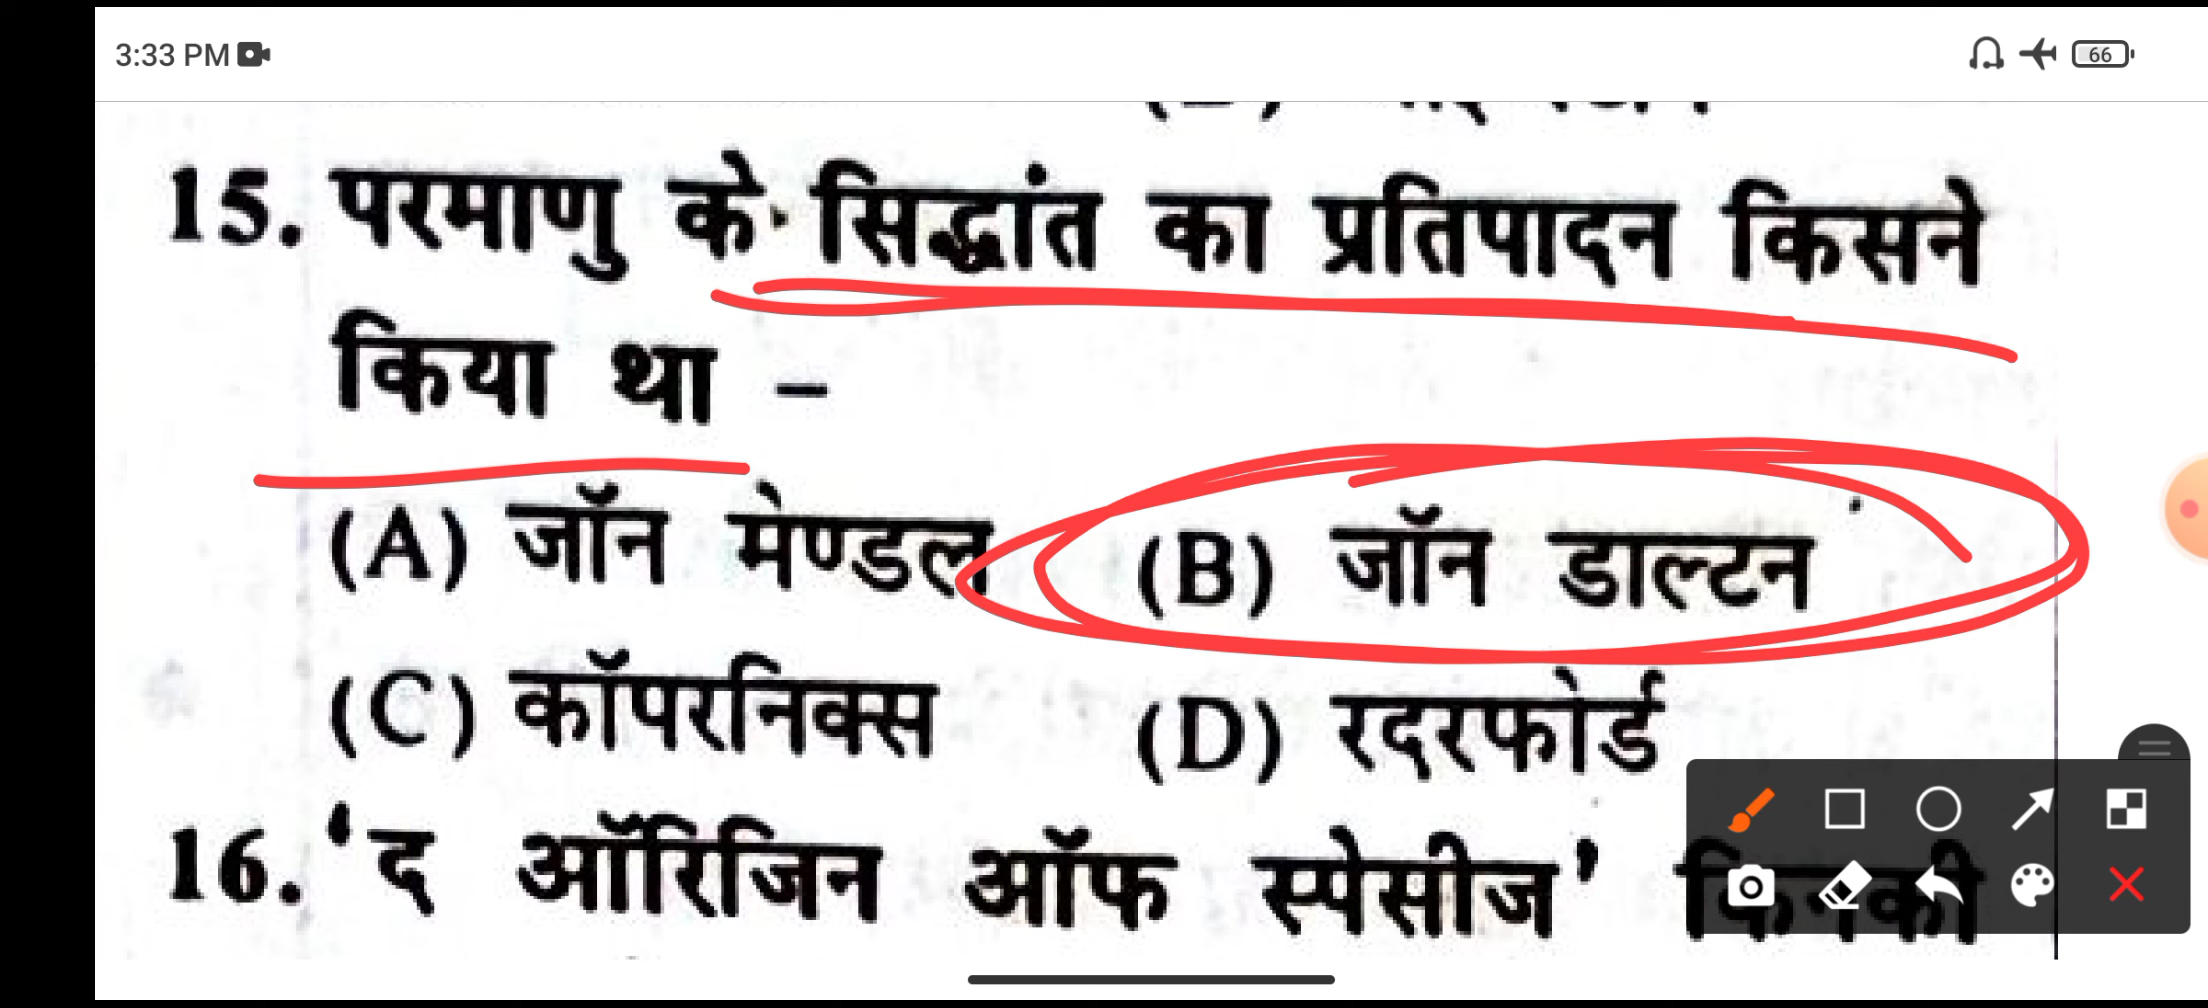 3:33 PM
66
15. परमाणु के सिद्धांत का प्रतिपादन किसने
किया था –
(A) जॉन मेण्डल (B) जॉन डाल्टन
(C) कॉपरनिक्स (D) रदरफोर्ड
16. ‘द ऑरिजिन ऑफ स्पेसीज’